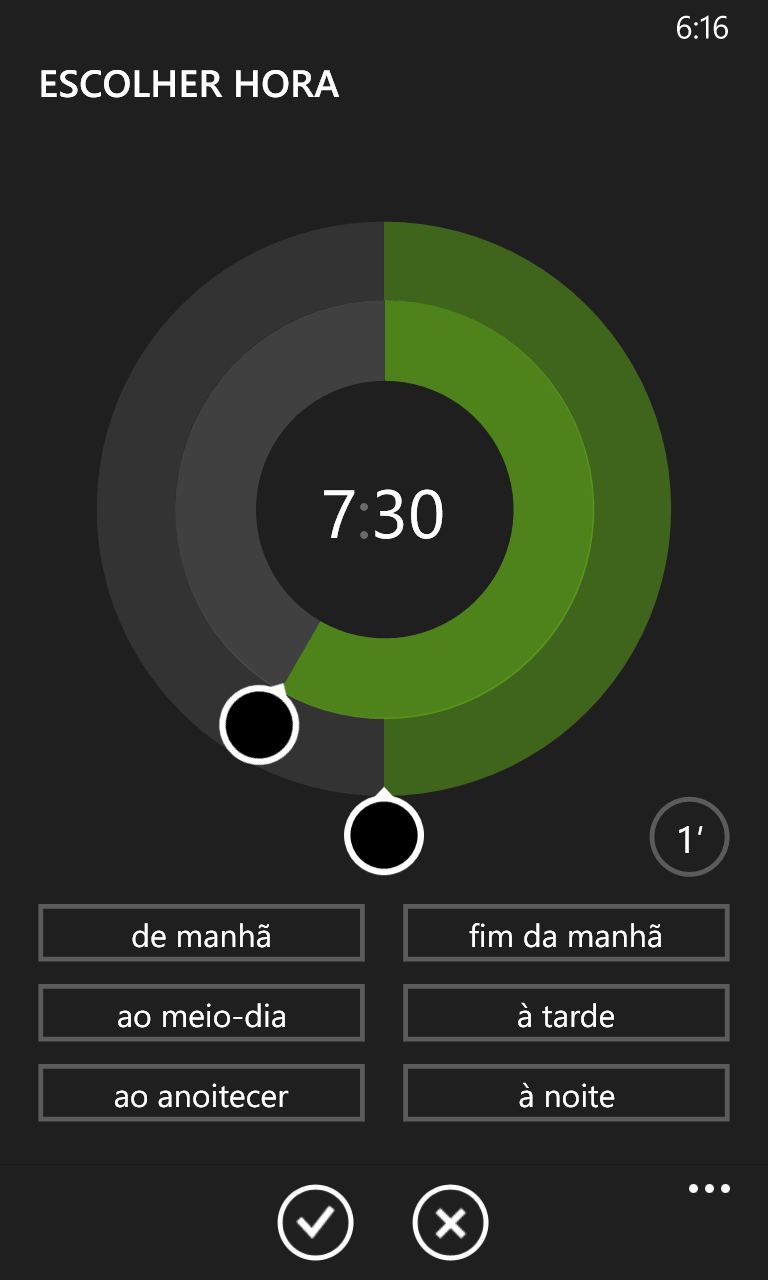 6:16
ESCOLHER HORA
7:30
1‘
de manhã
fim da manhã
ao meio-dia
à tarde
ao anoitecer
à noite